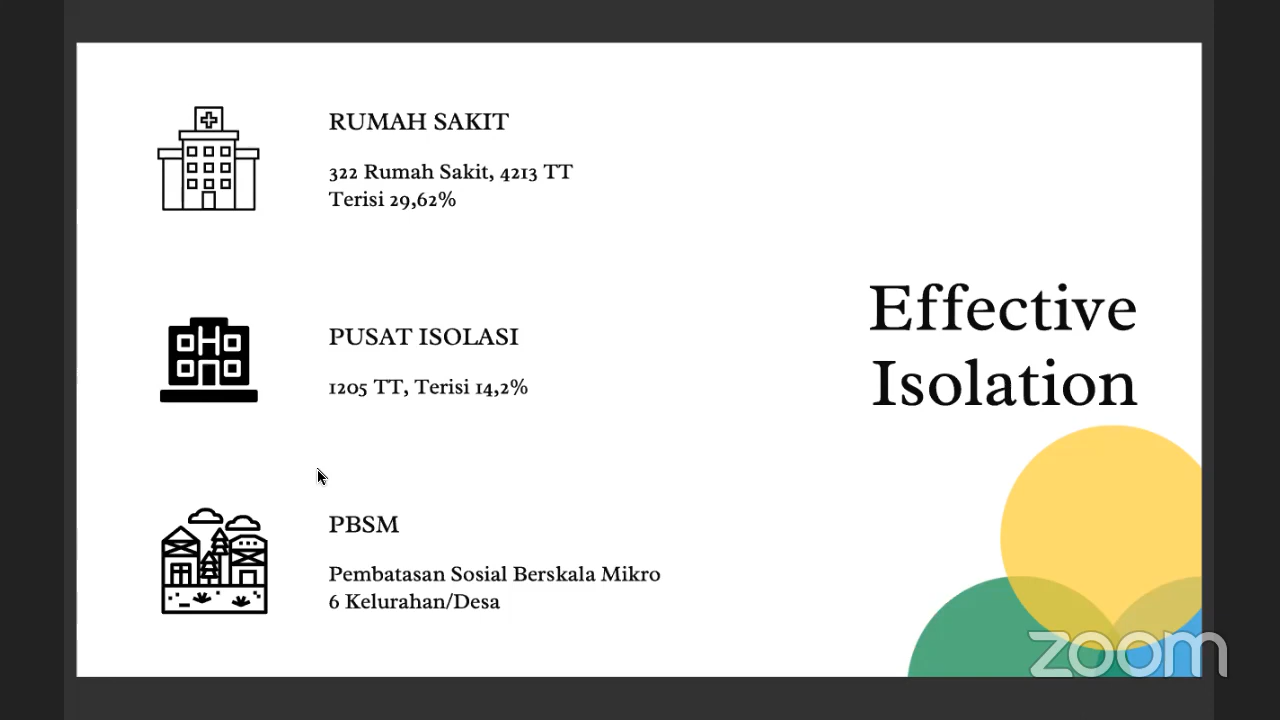 RUMAH SAKIT
322 Rumah Sakit, 4213 TT
Terisi 29,62%
PUSAT ISOLASI
1205 TT, Terisi 14,2%
PBSM
Pembatasan Sosial Berskala Mikro
6 Kelurahan/Desa
Effective
Isolation
zoom